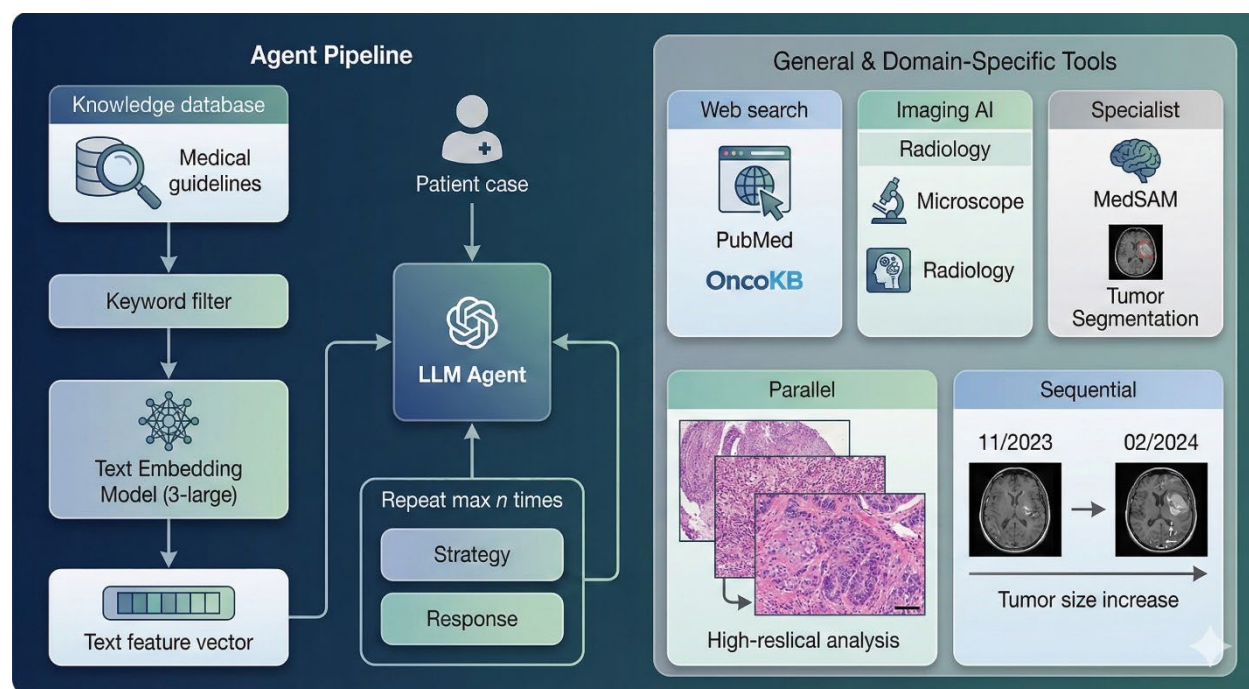 Agent Pipeline
Knowledge database
Medical
guidelines
Keyword filter
Text Embedding
Model (3-large)
Text feature vector
Patient case
LLM Agent
Repeat max n times
Strategy
Response
General & Domain-Specific Tools
Web search
PubMed
OncoKB
Imaging AI
Radiology
Microscope
Radiology
Specialist
MedSAM
Tumor
Segmentation
Parallel
High-reslical analysis
Sequential
11/2023
02/2024
Tumor size increase